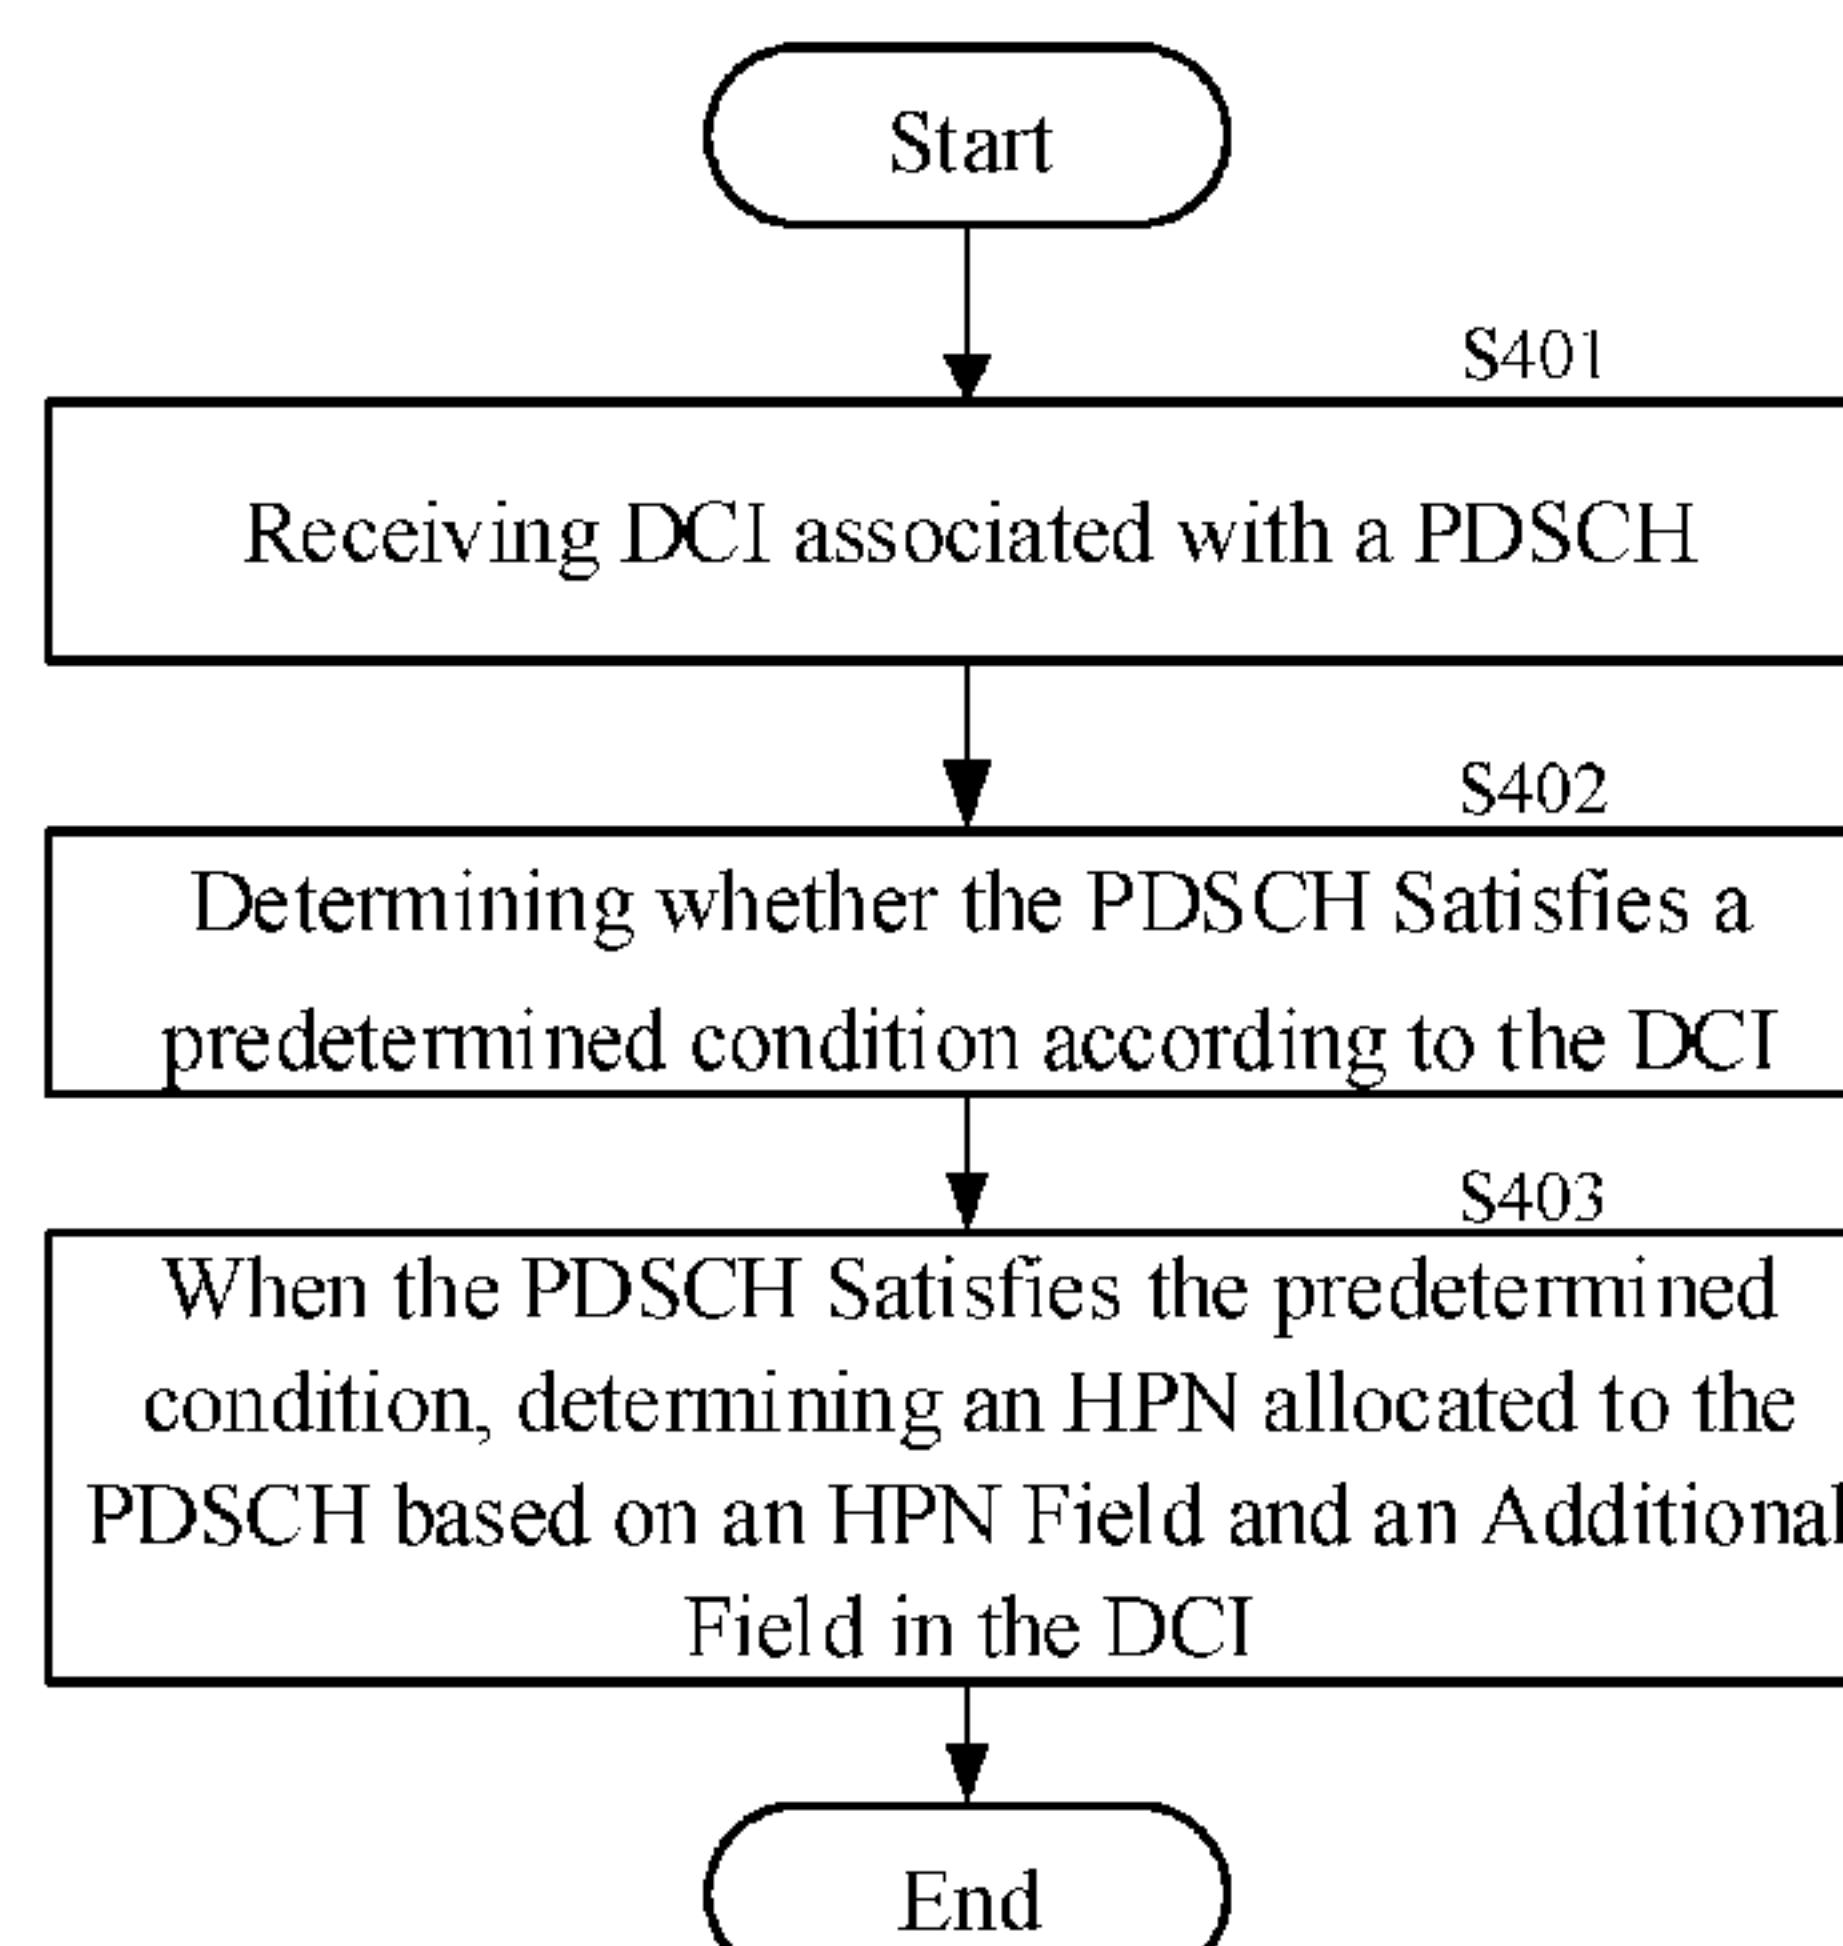 Start
S401
Receiving DCI associated with a PDSCH
S402
Determining whether the PDSCH Satisfies a
predetermined condition according to the DCI
S403
When the PDSCH Satisfies the predetermined
condition, determining an HPN allocated to the
PDSCH based on an HPN Field and an Additional
Field in the DCI
End